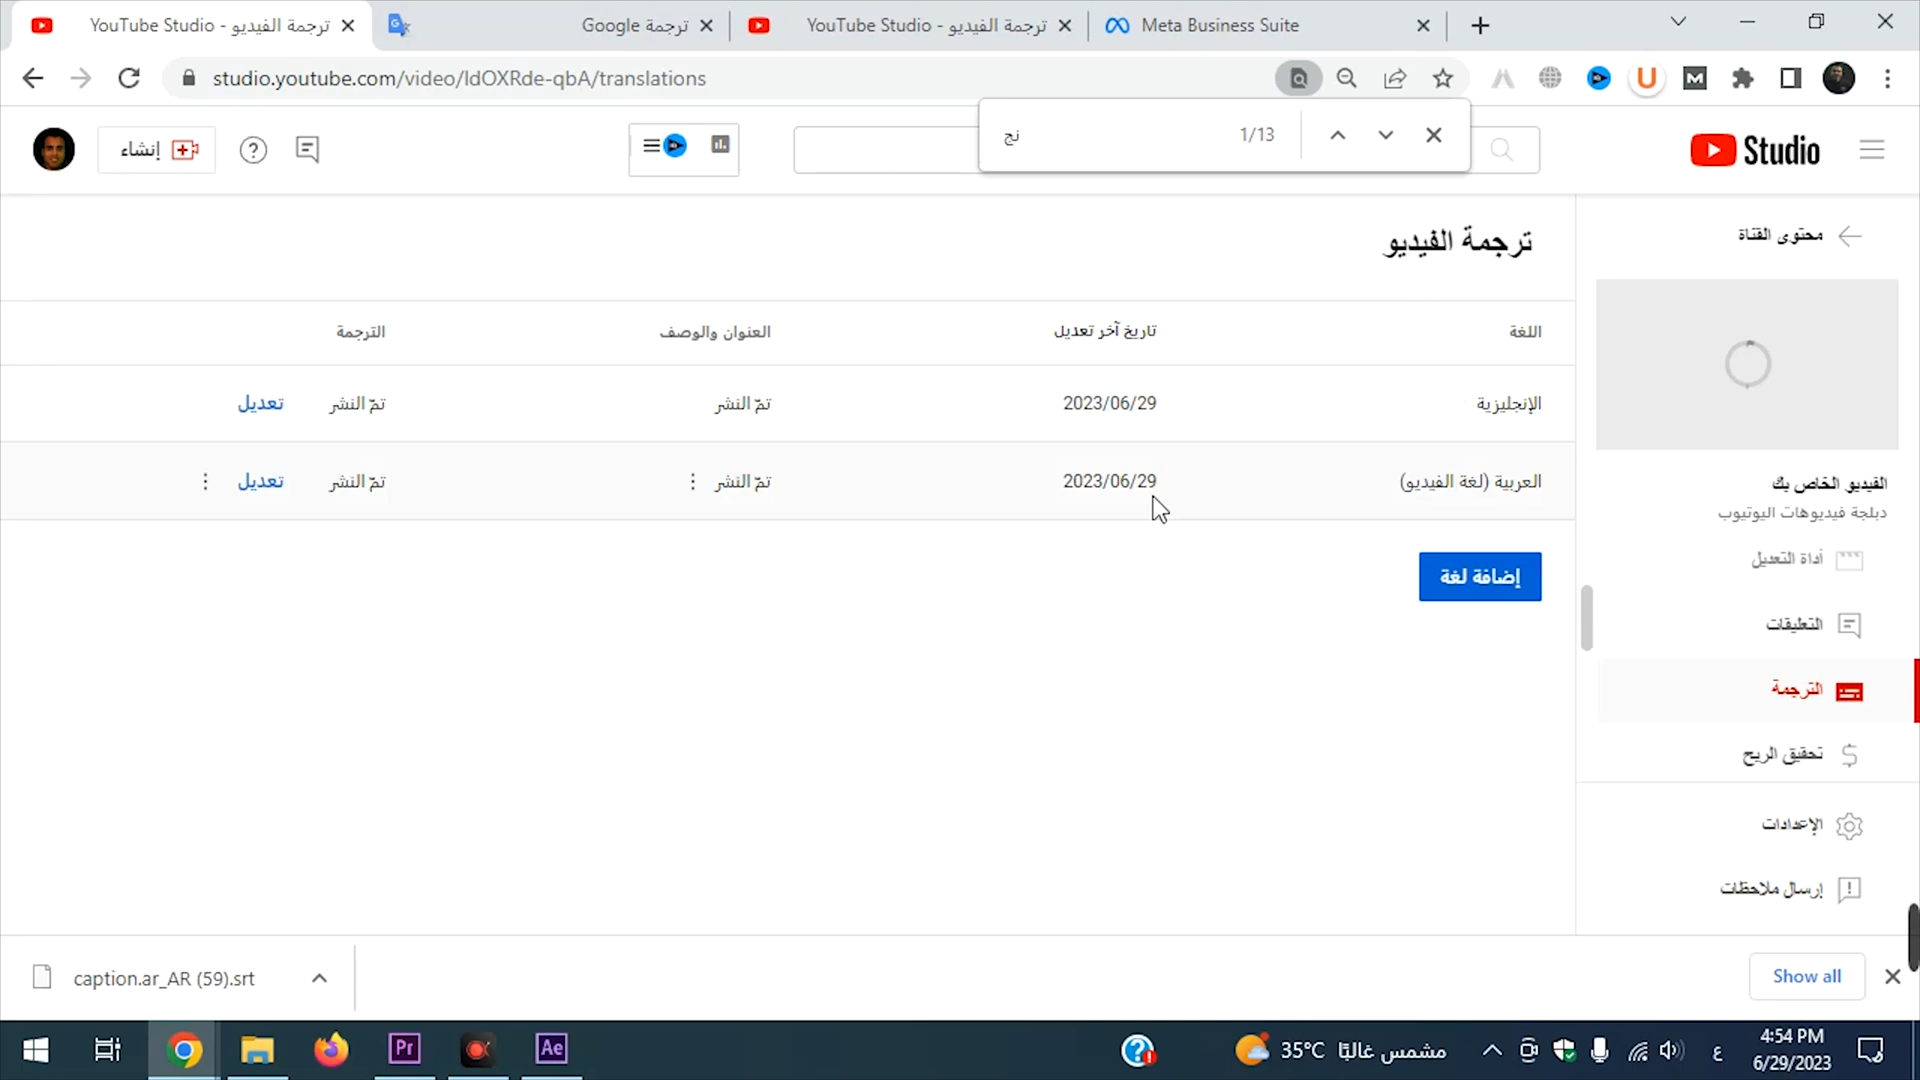 YouTube Studio - ترجمة الفيديو
ترجمة Google
YouTube Studio - ترجمة الفيديو
Meta Business Suite
studio.youtube.com/video/ldOXRde-qbA/translations
نج
1/13
Studio
إنشاء
محتوى القناة
ترجمة الفيديو
اللغة
تاريخ آخر تعديل
العنوان والوصف
الترجمة
الإنجليزية
2023/06/29
تمّ النشر
تمّ النشر
تعديل
العربية (لغة الفيديو)
2023/06/29
تمّ النشر
تمّ النشر
تعديل
إضافة لغة
الفيديو الخاص بك
دبلجة فيديوهات اليوتيوب
أداة التعديل
التعليقات
الترجمة
تحقيق الربح
الإعدادات
إرسال ملاحظات
caption.ar_AR (59).srt
Show all
Pr
Ae
35°C مشمس غالبًا
ع
4:54 PM
6/29/2023